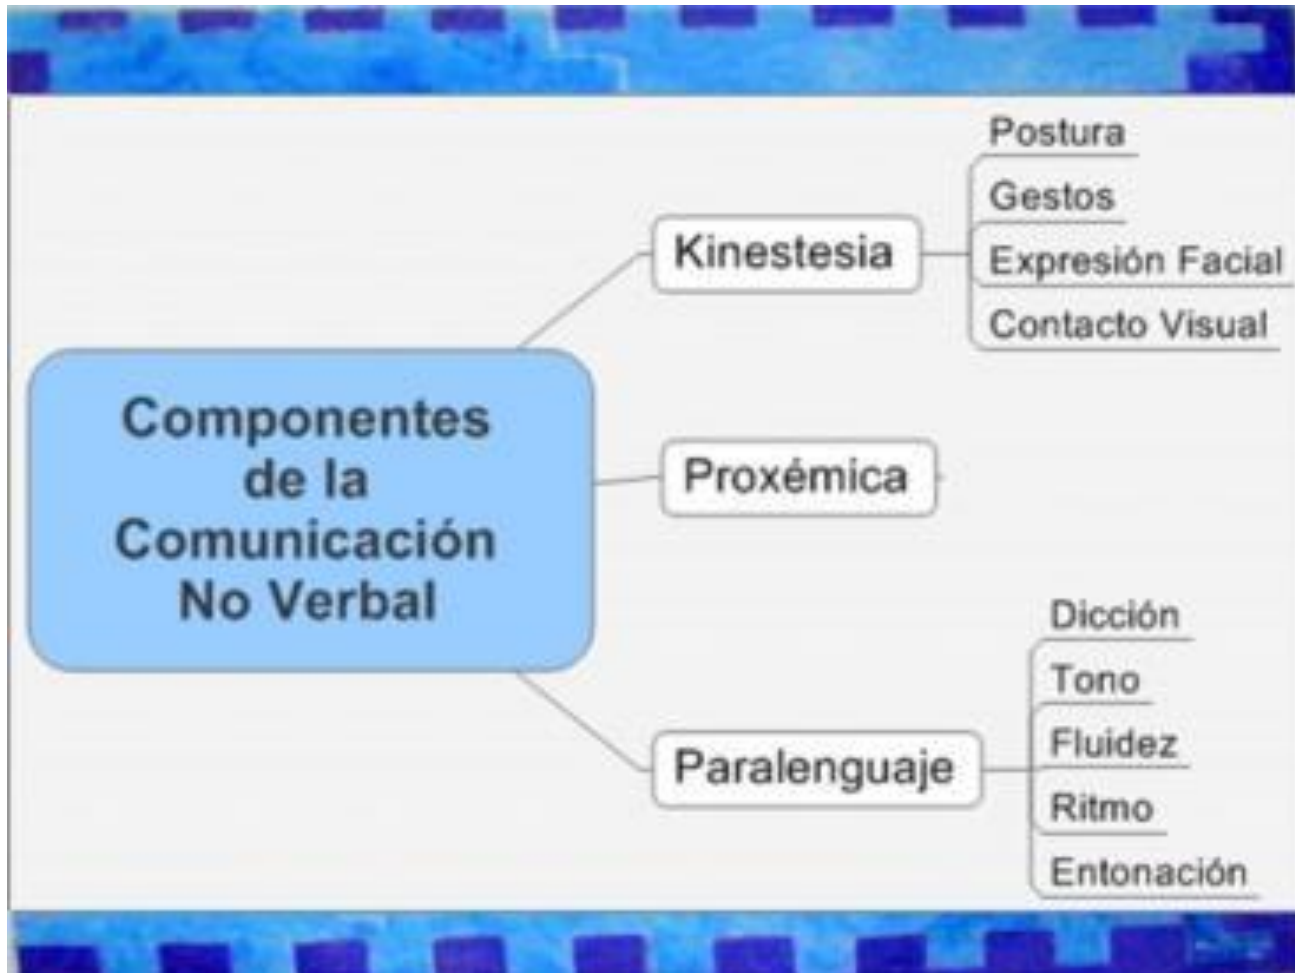 Componentes
de la
Comunicación
No Verbal
Kinestesia
Postura
Gestos
Expresión Facial
Contacto Visual
Proxémica
Paralenguaje
Dicción
Tono
Fluidez
Ritmo
Entonación